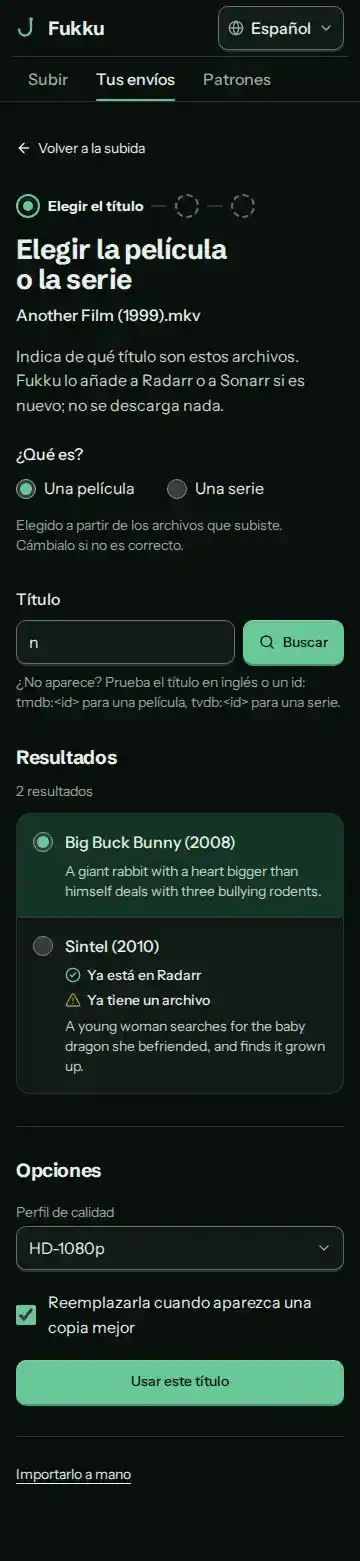 Fukku
Español
Subir
Tus envíos
Patrones
Volver a la subida
Elegir el título
Elegir la película
o la serie
Another Film (1999).mkv
Indica de qué título son estos archivos.
Fukku lo añade a Radarr o a Sonarr si es
nuevo; no se descarga nada.
¿Qué es?
Una película
Una serie
Elegido a partir de los archivos que subiste.
Cámbialo si no es correcto.
Título
n
Buscar
¿No aparece? Prueba el título en inglés o un id:
tmdb:<id> para una película, tvdb:<id> para una serie.
Resultados
2 resultados
Big Buck Bunny (2008)
A giant rabbit with a heart bigger than
himself deals with three bullying rodents.
Sintel (2010)
Ya está en Radarr
Ya tiene un archivo
A young woman searches for the baby
dragon she befriended, and finds it grown
up.
Opciones
Perfil de calidad
HD-1080p
Reemplazarla cuando aparezca una
copia mejor
Usar este título
Importarlo a mano